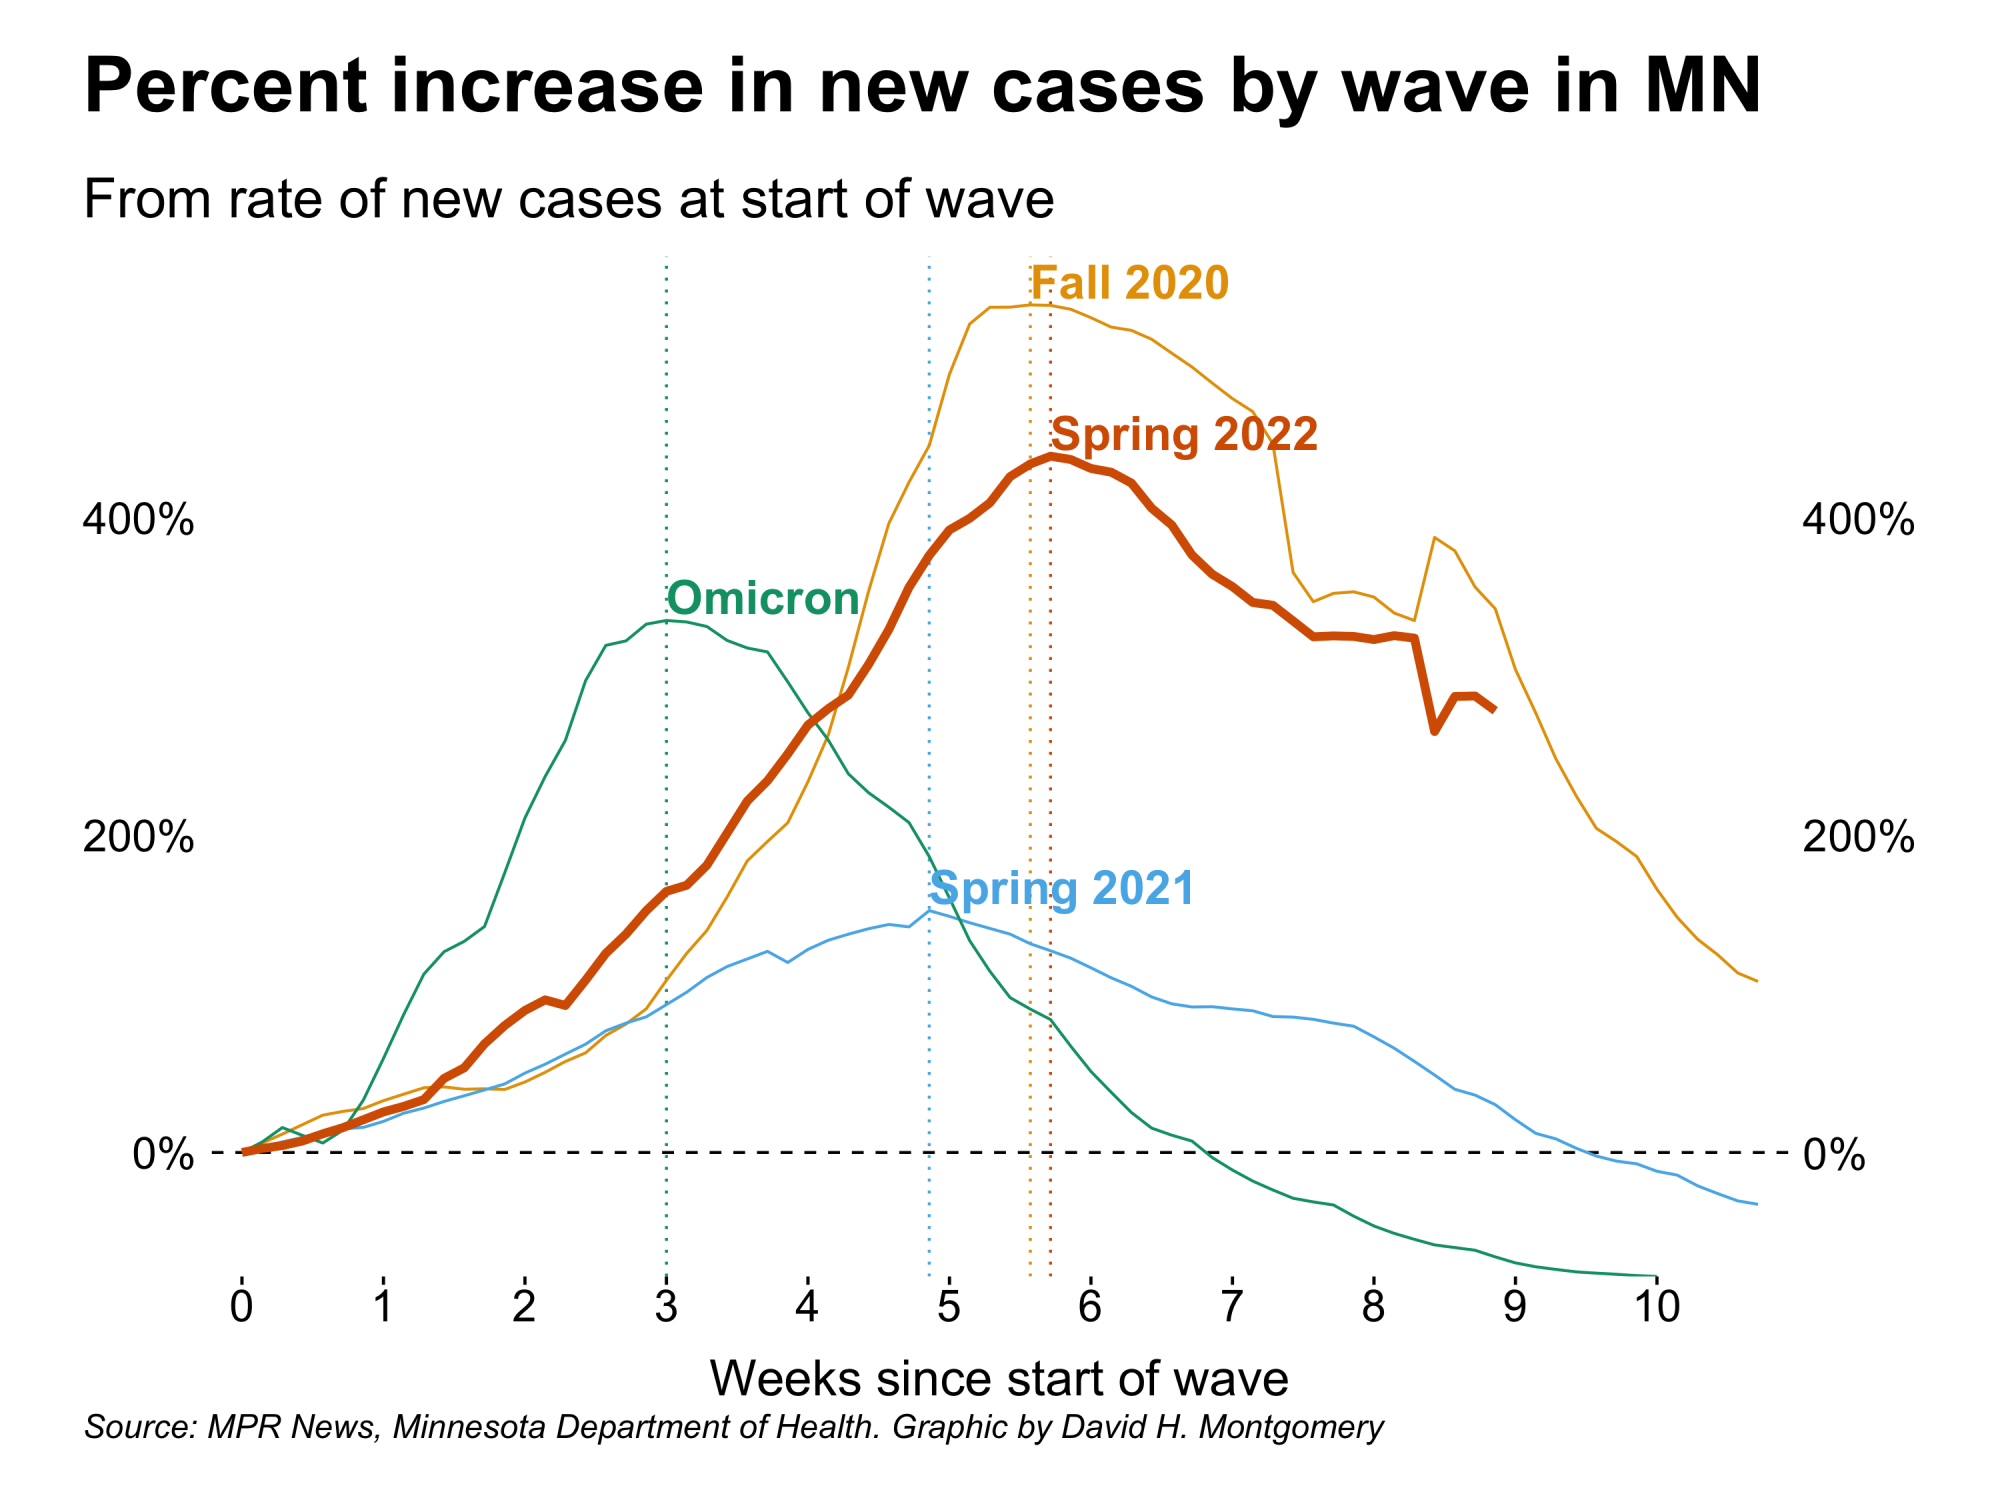 Percent increase in new cases by wave in MN
From rate of new cases at start of wave
Fall 2020
Spring 2022
400%
400%
Omicron
200%
200%
Spring 2021
0%
0%
0 1 2 3 4 5 6 7 8 9 10
Weeks since start of wave
Source: MPR News, Minnesota Department of Health. Graphic by David H. Montgomery